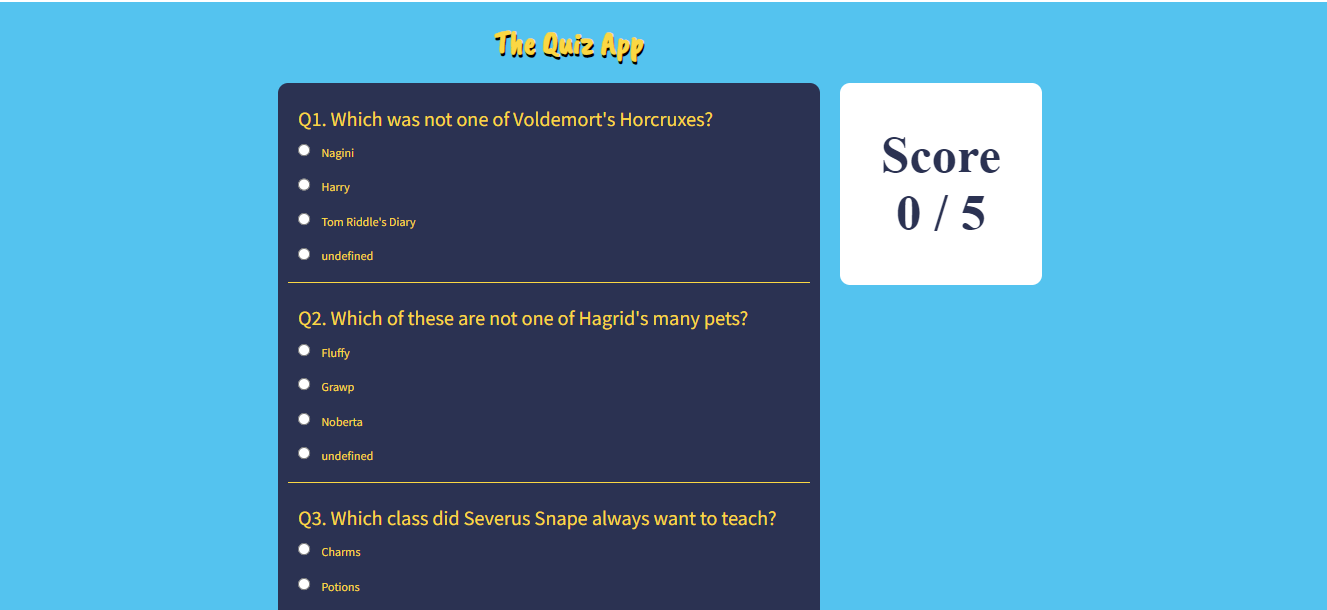 The Quiz App
Q1. Which was not one of Voldemort's Horcruxes?
Nagini
Harry
Tom Riddle's Diary
undefined
Q2. Which of these are not one of Hagrid's many pets?
Fluffy
Grawp
Noberta
undefined
Q3. Which class did Severus Snape always want to teach?
Charms
Potions
Score
0 / 5